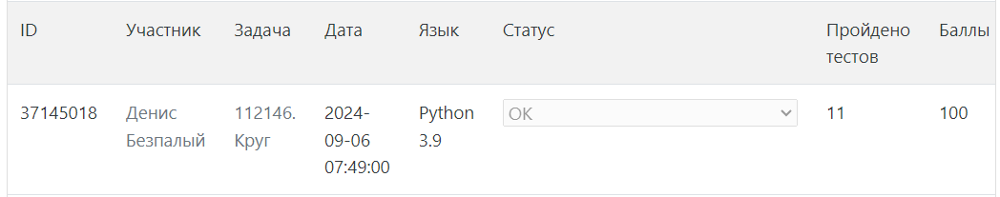 ID Участник Задача Дата Язык Статус Пройдено тестов Баллы
37145018 Денис Безпалый 112146. Круг 2024-09-06 07:49:00 Python 3.9 OK 11 100